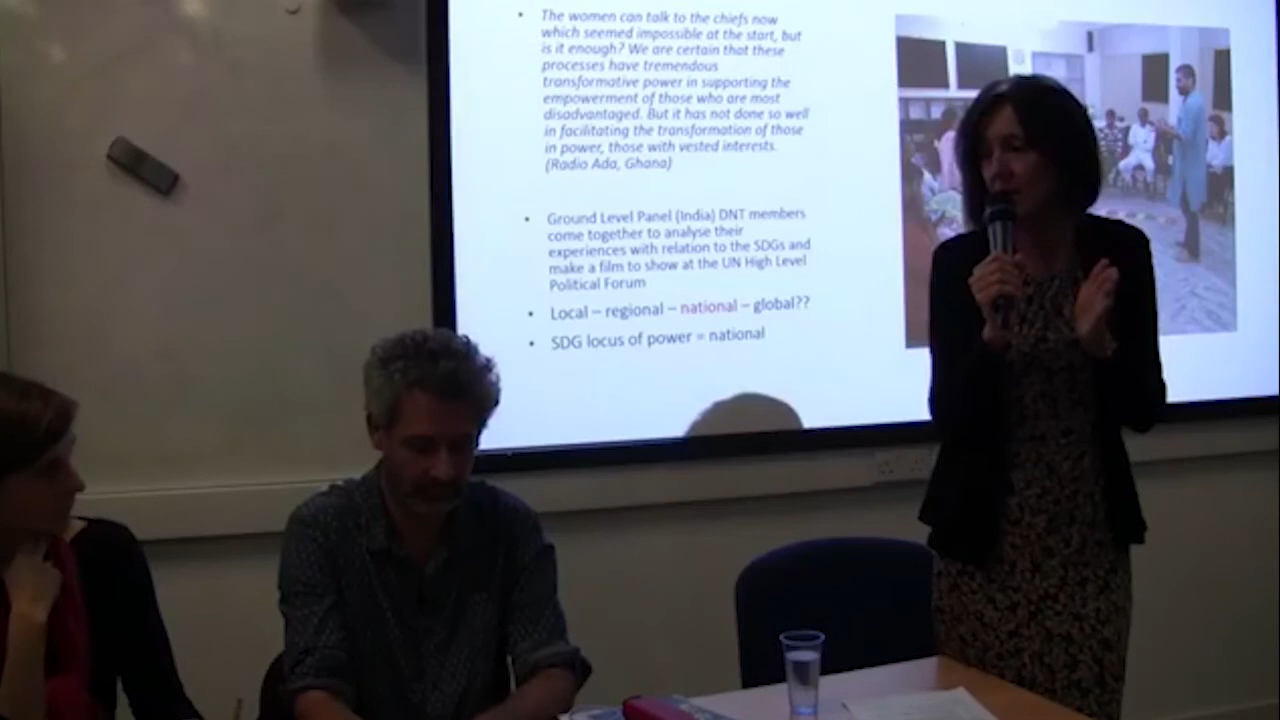 • The women can talk to the chiefs now
which seemed impossible at the start, but
is it enough? We are certain that these
processes have tremendous
transformative power in supporting the
empowerment of those who are most
disadvantaged. But it has not done so well
in facilitating the transformation of those
in power, those with vested interests.
(Radio Ada, Ghana)
• Ground Level Panel (India) DNT members
come together to analyse their
experiences with relation to the SDGs and
make a film to show at the UN High Level
Political Forum
• Local – regional – national – global??
• SDG locus of power = national